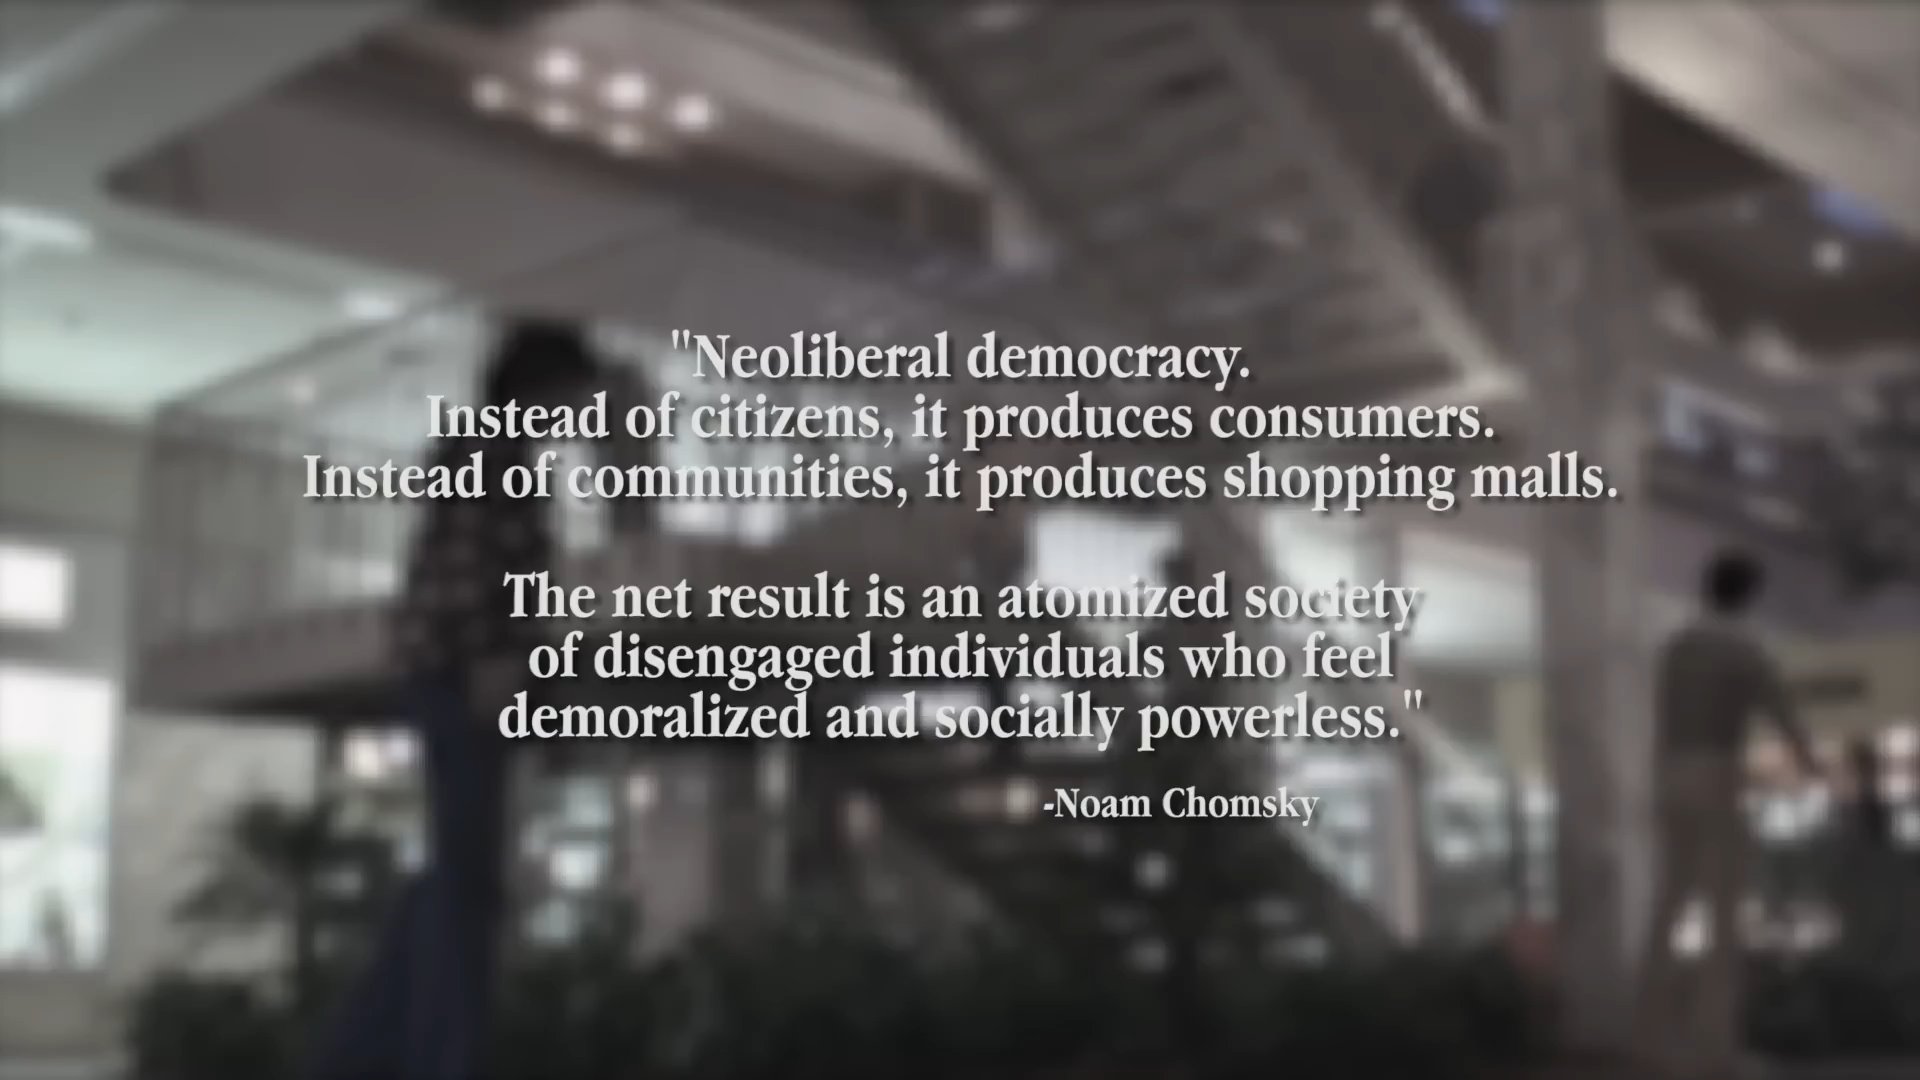 "Neoliberal democracy.
Instead of citizens, it produces consumers.
Instead of communities, it produces shopping malls.
The net result is an atomized society
of disengaged individuals who feel
demoralized and socially powerless."
-Noam Chomsky